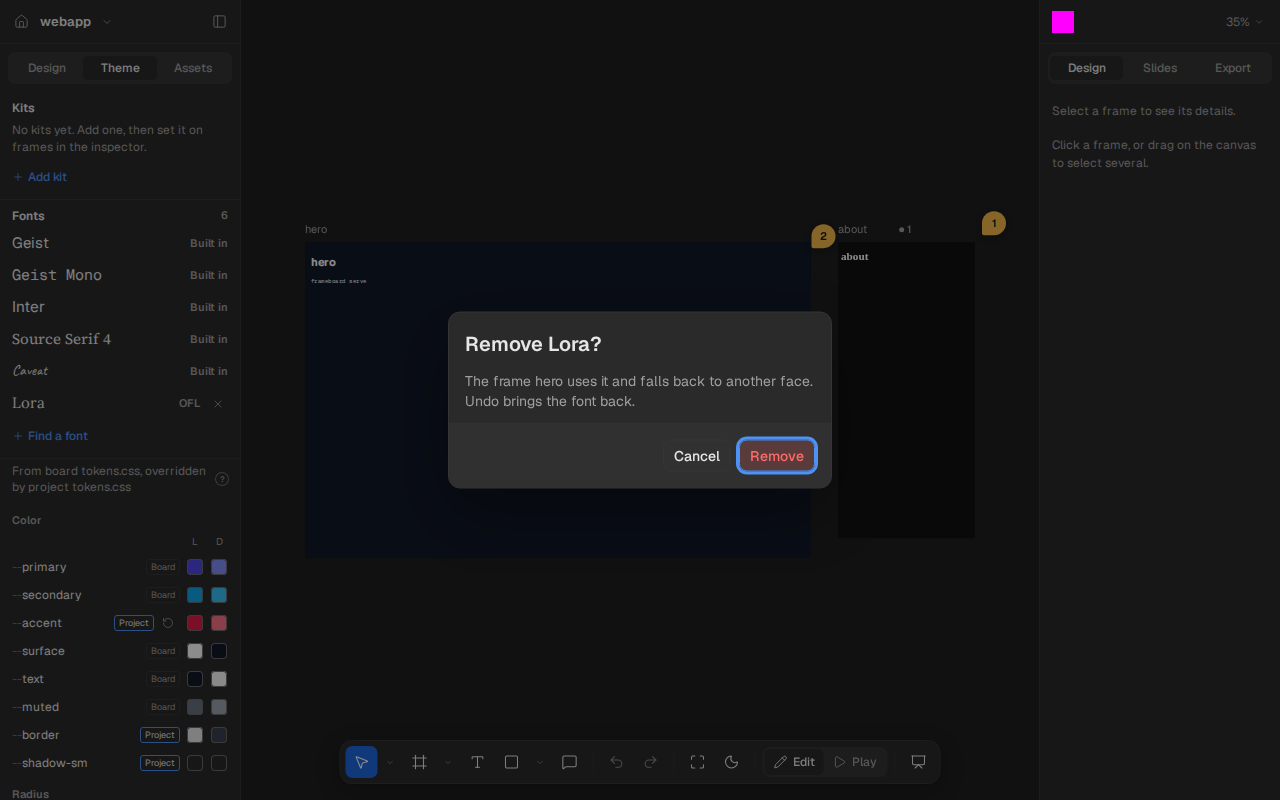 webapp
35%
Design Theme Assets
Design Slides Export
Kits
No kits yet. Add one, then set it on
frames in the inspector.
+ Add kit
Select a frame to see its details.
Click a frame, or drag on the canvas
to select several.
Fonts 6
Geist Built in
Geist Mono Built in
Inter Built in
Source Serif 4 Built in
Caveat Built in
Lora OFL
+ Find a font
hero
2
about 1
1
hero
frameboard serve
about
Remove Lora?
The frame hero uses it and falls back to another face.
Undo brings the font back.
Cancel Remove
From board tokens.css, overridden
by project tokens.css ?
Color
L D
--primary Board
--secondary Board
--accent Project
--surface Board
--text Board
--muted Board
--border Project
--shadow-sm Project
Radius
Edit Play